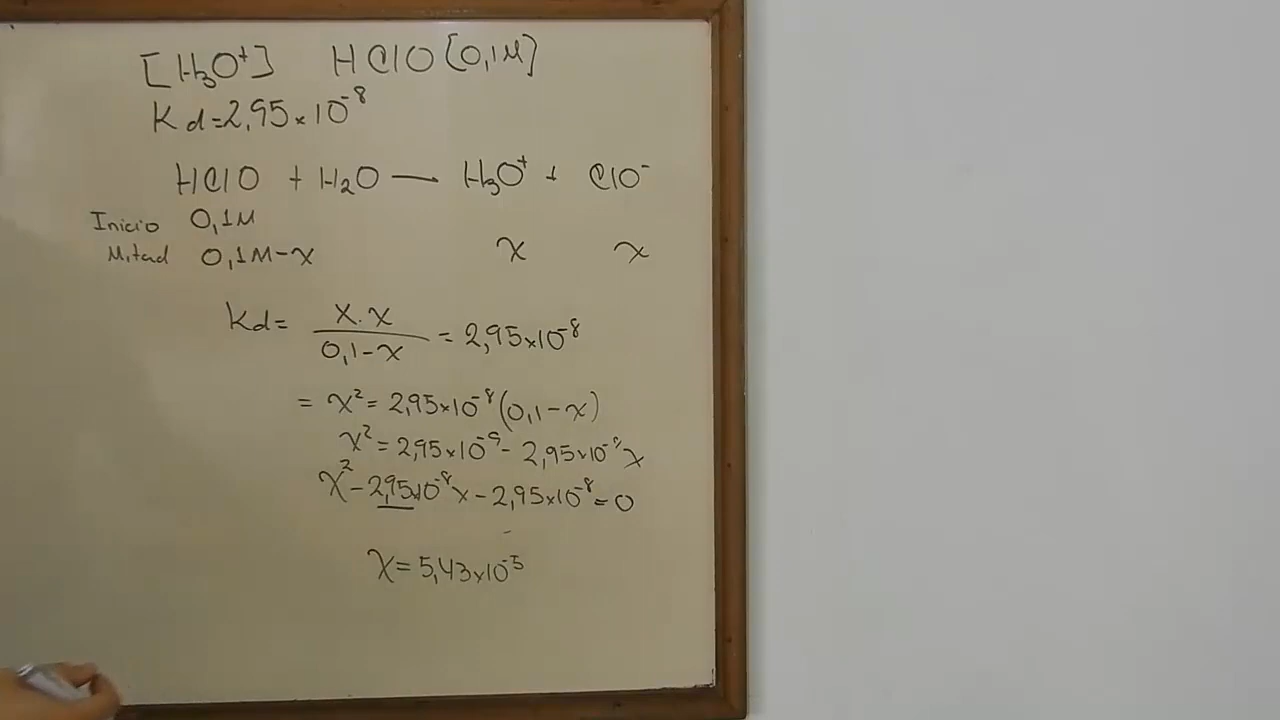 [H₃O⁺] HClO [0,1M]
Kd=2,95×10⁻⁸
HClO + H₂O — H₃O⁺ + ClO⁻
Inicio 0,1M
Mitad 0,1M-x x x
Kd= x.x / 0,1-x = 2,95×10⁻⁸
= x² = 2,95×10⁻⁸(0,1-x)
x² = 2,95×10⁻⁹ - 2,95×10⁻⁸x
x² - 2,95×10⁻⁸x - 2,95×10⁻⁸ = 0
x = 5,43×10⁻⁵